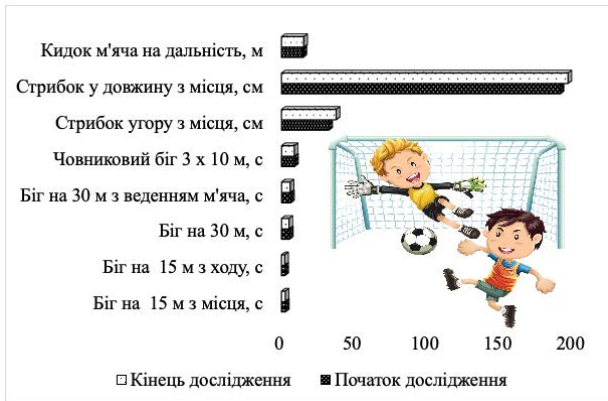 Кидок м'яча на дальність, м
Стрибок у довжину з місця, см
Стрибок угору з місця, см
Човниковий біг 3 х 10 м, с
Біг на 30 м з веденням м'яча, с
Біг на 30 м, с
Біг на 15 м з ходу, с
Біг на 15 м з місця, с
0 50 100 150 200
Кінець дослідження Початок дослідження